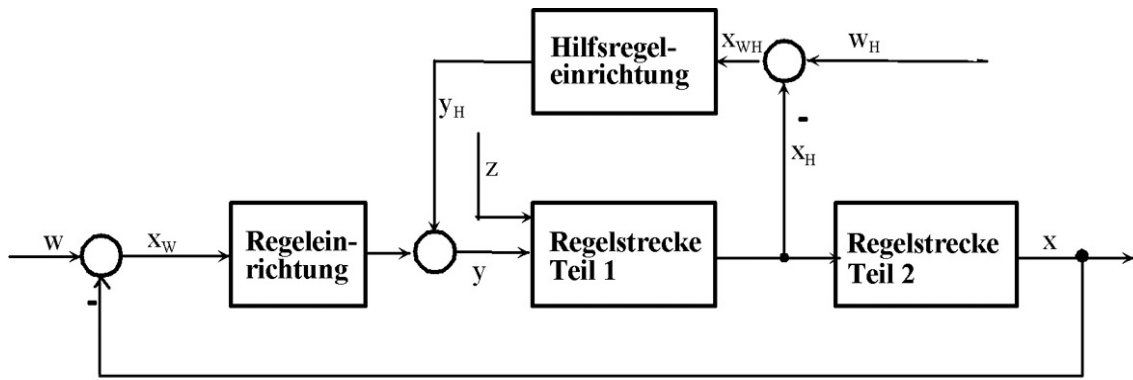 Hilfsregel-
einrichtung
x_WH
w_H
y_H
-
x_H
z
w
x_W
Regelein-
richtung
y
Regelstrecke
Teil 1
Regelstrecke
Teil 2
x
-